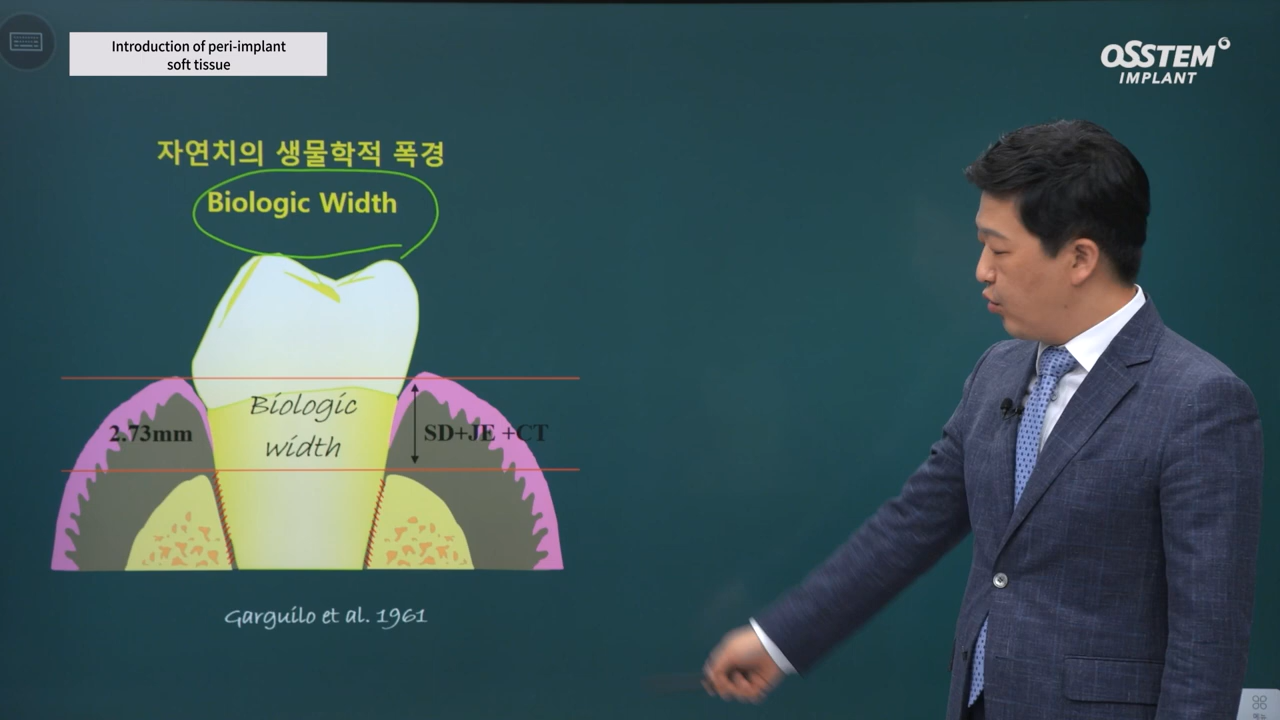 Introduction of peri-implant
soft tissue
OSSTEM
IMPLANT
자연치의 생물학적 폭경
Biologic Width
Biologic
width
2.73mm
SD+JE +CT
Garguilo et al. 1961